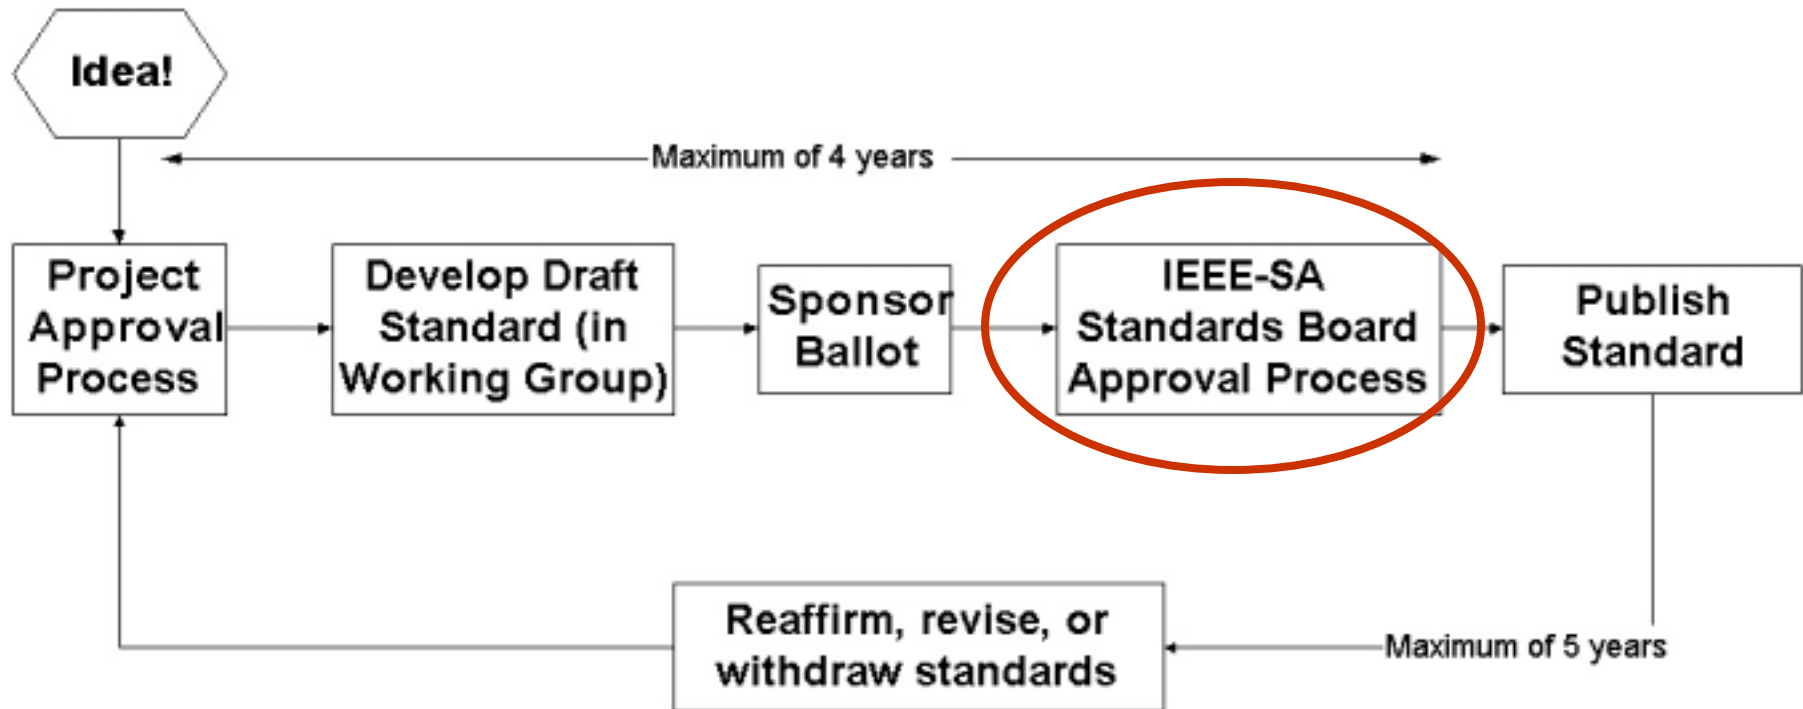 Idea!
Maximum of 4 years
Project
Approval
Process
Develop Draft
Standard (in
Working Group)
Sponsor
Ballot
IEEE-SA
Standards Board
Approval Process
Publish
Standard
Reaffirm, revise, or
withdraw standards
Maximum of 5 years